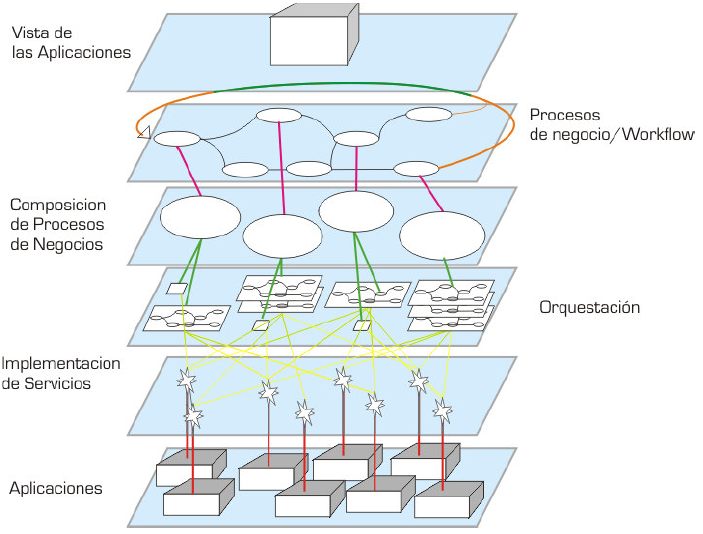 Vista de
las Aplicaciones
Procesos
de negocio/Workflow
Composicion
de Procesos
de Negocios
Orquestación
Implementacion
de Servicios
Aplicaciones